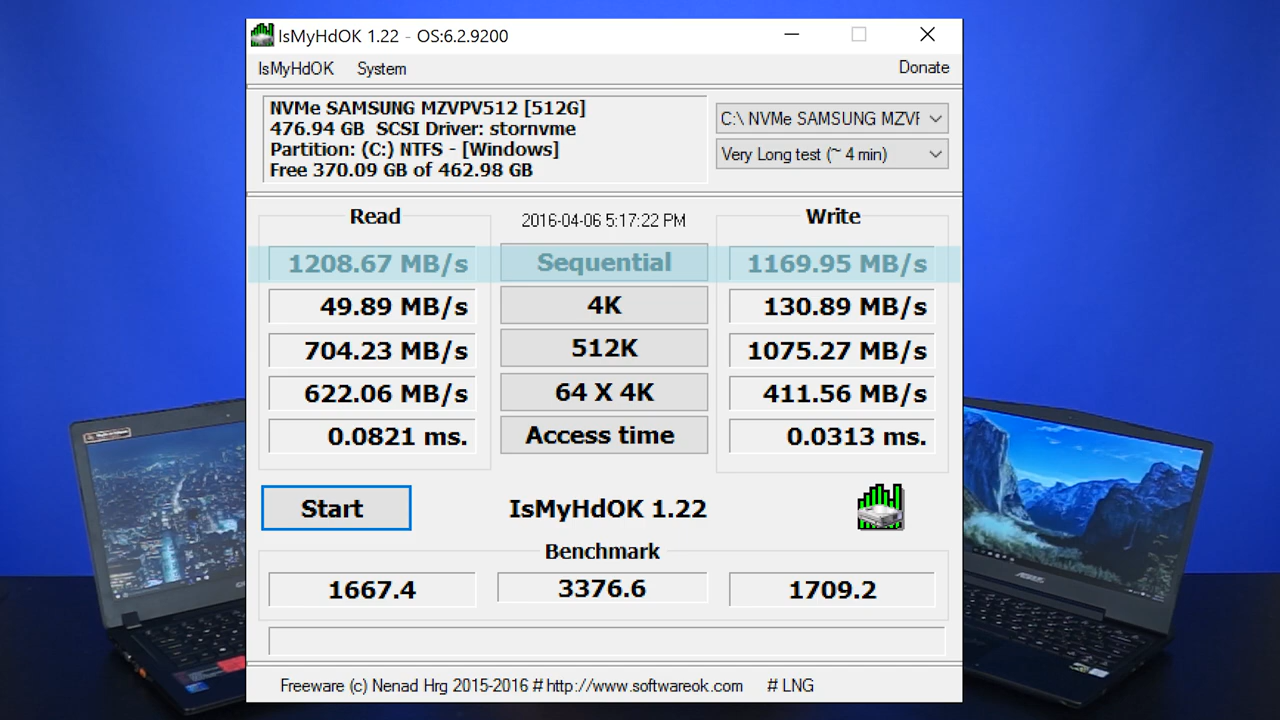 IsMyHdOK 1.22 - OS:6.2.9200
IsMyHdOK System
Donate
NVMe SAMSUNG MZVPV512 [512G]
476.94 GB SCSI Driver: stornvme
Partition: (C:) NTFS - [Windows]
Free 370.09 GB of 462.98 GB
C:\ NVMe SAMSUNG MZVF
Very Long test (~ 4 min)
Read 2016-04-06 5:17:22 PM Write
1208.67 MB/s Sequential 1169.95 MB/s
49.89 MB/s 4K 130.89 MB/s
704.23 MB/s 512K 1075.27 MB/s
622.06 MB/s 64 X 4K 411.56 MB/s
0.0821 ms. Access time 0.0313 ms.
Start IsMyHdOK 1.22
Benchmark
1667.4 3376.6 1709.2
Freeware (c) Nenad Hrg 2015-2016 # http://www.softwareok.com # LNG
ASUS